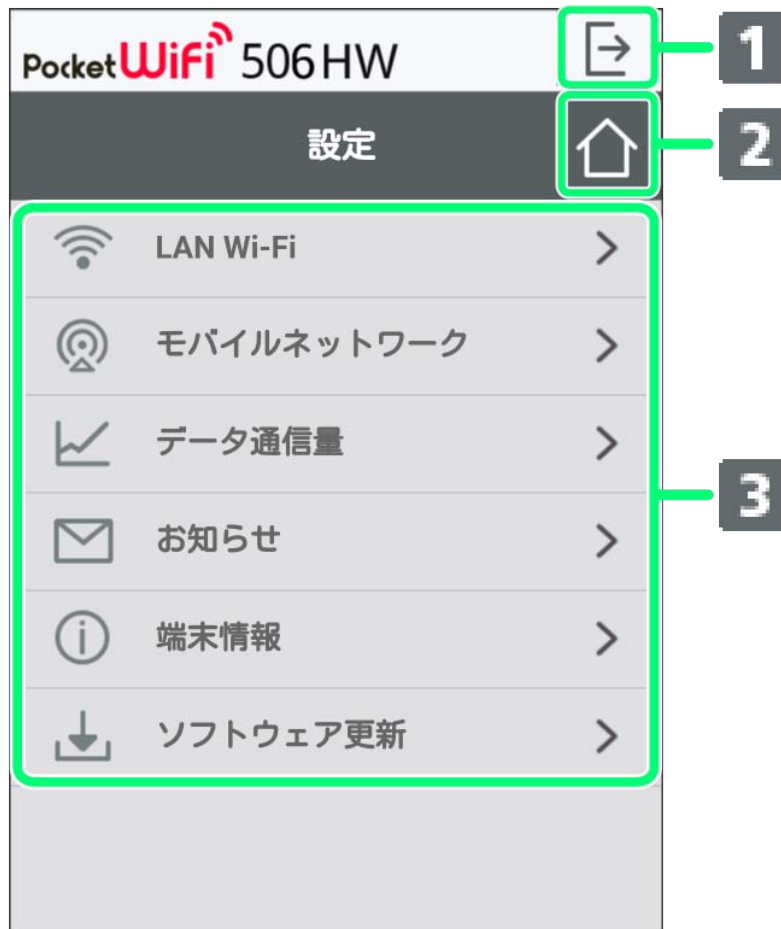 Pocket WiFi 506HW
1
設定
2
LAN Wi-Fi
モバイルネットワーク
データ通信量
3
お知らせ
端末情報
ソフトウェア更新